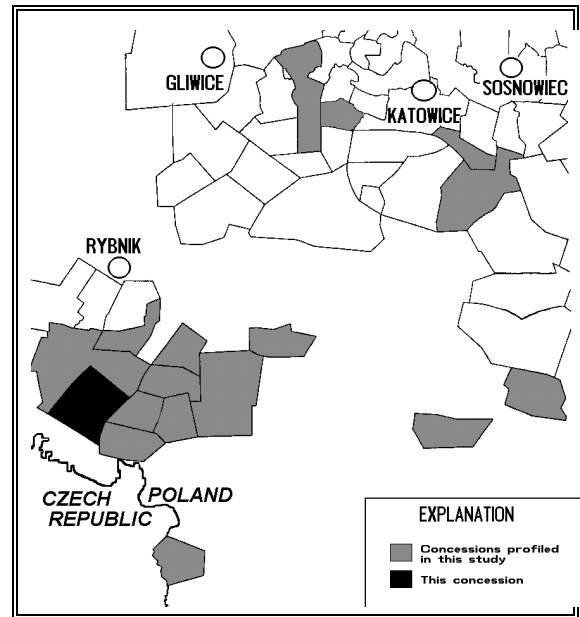 GLIWICE
SOSNOWIEC
KATOWICE
RYBNIK
CZECH POLAND
REPUBLIC
EXPLANATION
Concessions profiled
in this study
This concession